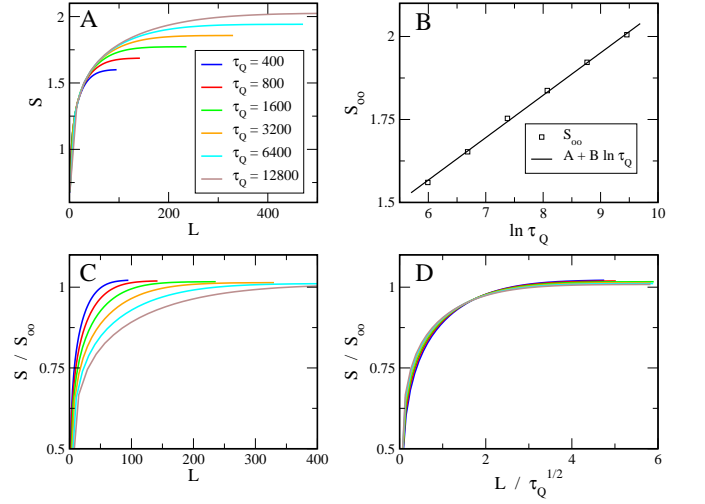 A
2
1.5
1
S
0
200
400
L
τ_Q = 400
τ_Q = 800
τ_Q = 1600
τ_Q = 3200
τ_Q = 6400
τ_Q = 12800
B
2
1.75
1.5
S_oo
6
7
8
9
10
ln τ_Q
S_oo
A + B ln τ_Q
C
1
0.75
0.5
S / S_oo
0
100
200
300
400
L
D
1
0.75
0.5
S / S_oo
0
2
4
6
L / τ_Q^1/2